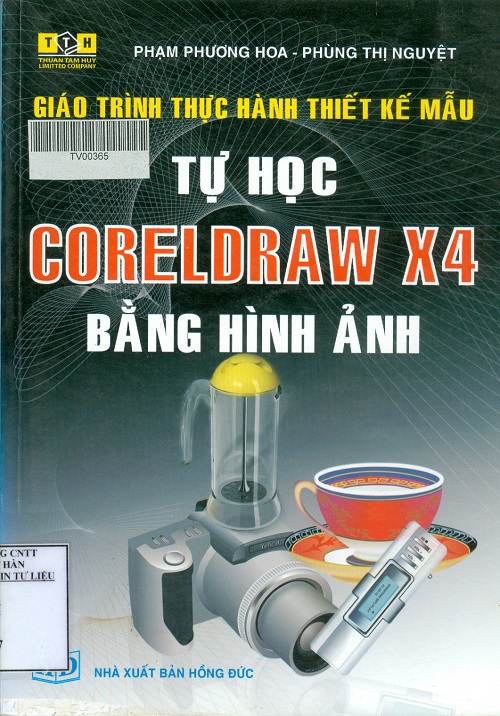 TTH
THUAN TAM HUY
LIMITTED COMPANY
PHẠM PHƯƠNG HOA - PHÙNG THỊ NGUYỆT
GIÁO TRÌNH THỰC HÀNH THIẾT KẾ MẪU
TV00365
TỰ HỌC
CORELDRAW X4
BẰNG HÌNH ẢNH
G CNTT
HÀN
IN TƯ LIỆU
NHÀ XUẤT BẢN HỒNG ĐỨC